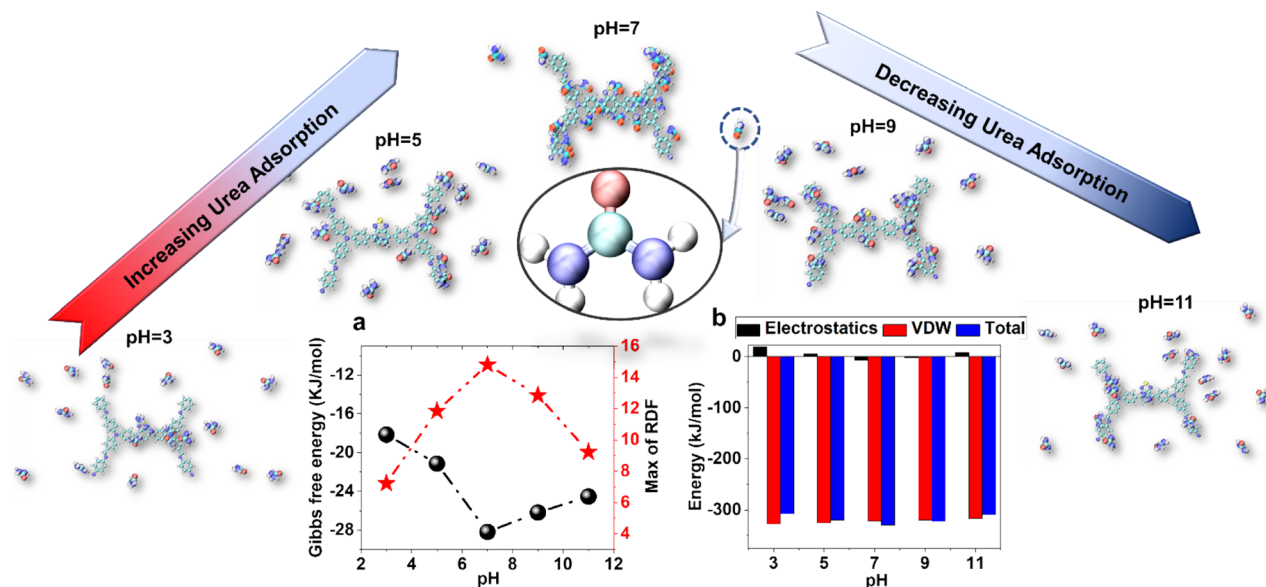 pH=7
Increasing Urea Adsorption
Decreasing Urea Adsorption
pH=5
pH=9
pH=3
pH=11
a
Gibbs free energy (KJ/mol)
-12
-16
-20
-24
-28
16
14
12
10
8
6
4
Max of RDF
2 4 6 8 10 12
pH
b
Electrostatics VDW Total
Energy (kJ/mol)
0
-100
-200
-300
3 5 7 9 11
pH